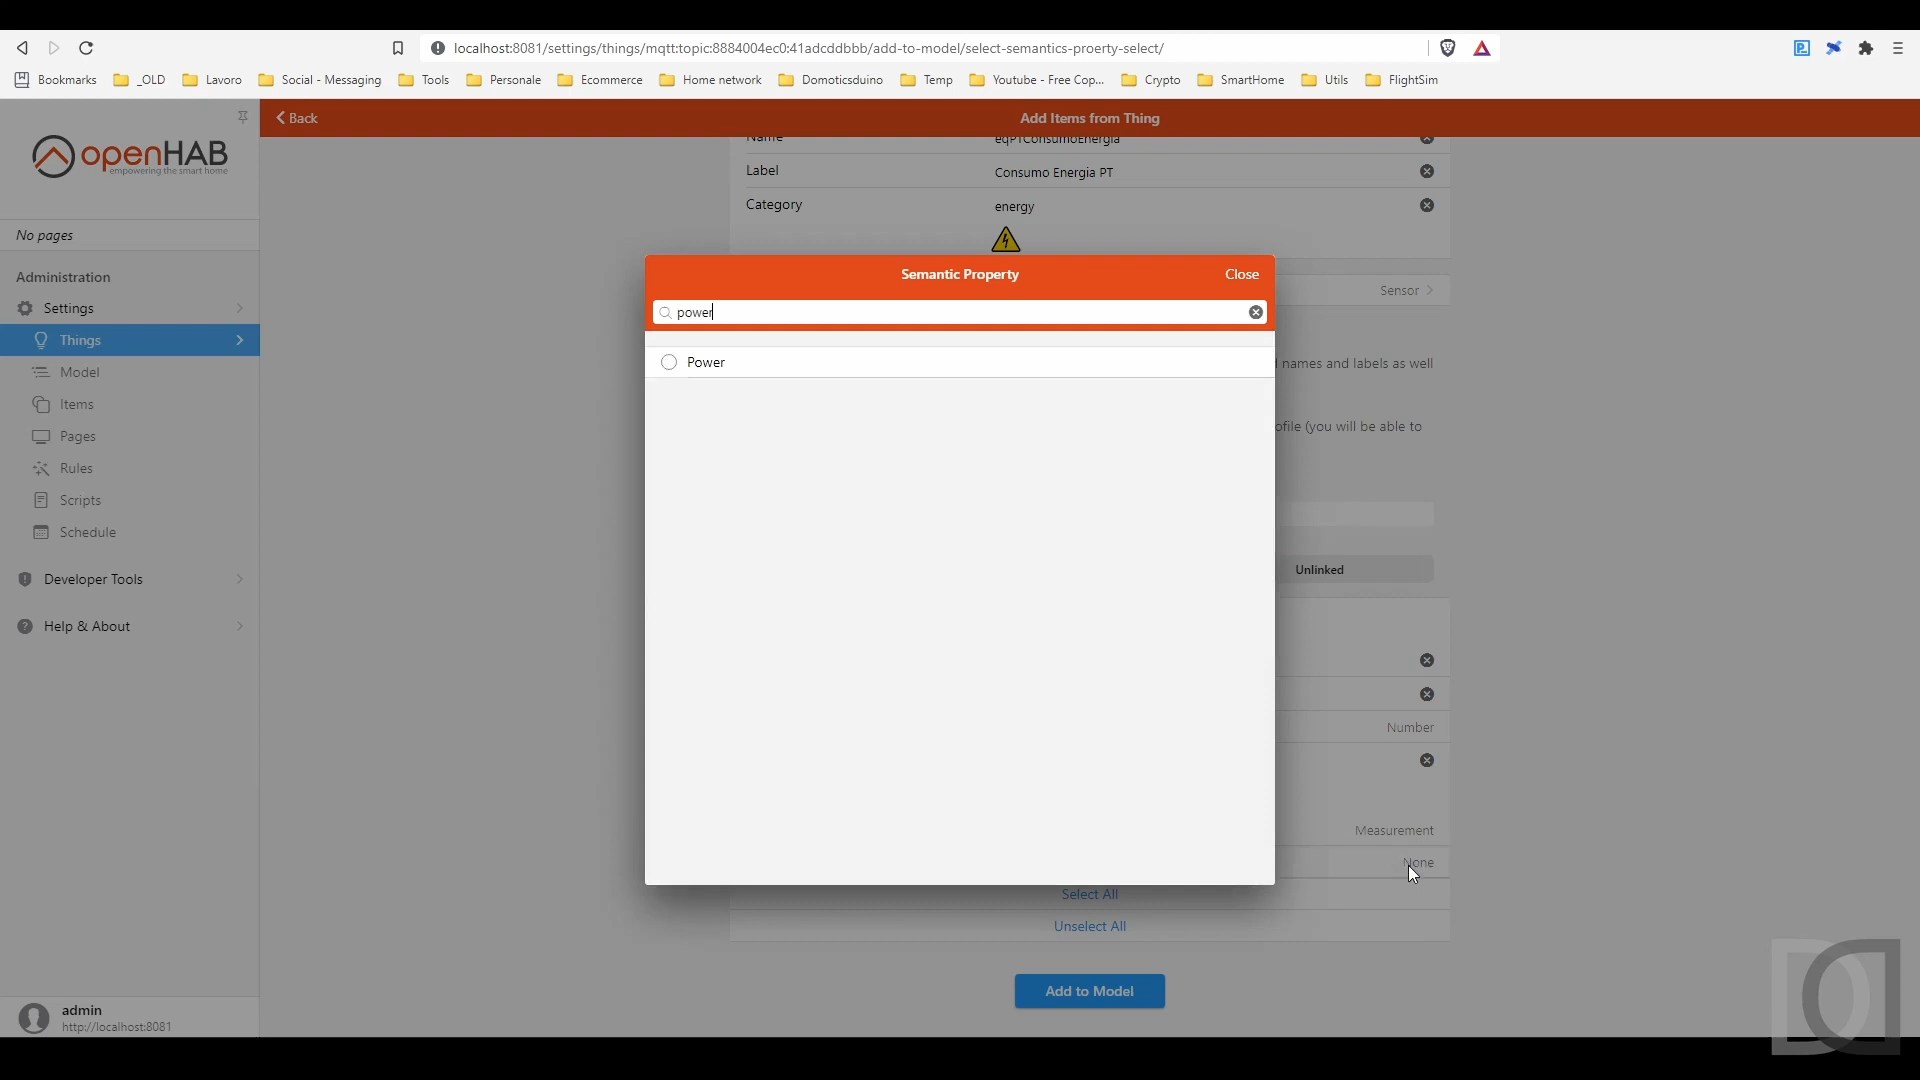 localhost:8081/settings/things/mqtt:topic:8884004ec0:41adcddbbb/add-to-model/select-semantics-proerty-select/
Bookmarks _OLD Lavoro Social - Messaging Tools Personale Ecommerce Home network Domoticsduino Temp Youtube - Free Cop... Crypto SmartHome Utils FlightSim
openHAB
empowering the smart home
No pages
Administration
Settings
Things
Model
Items
Pages
Rules
Scripts
Schedule
Developer Tools
Help & About
admin
http://localhost:8081
Back
Add Items from Thing
Name eqPTConsumoEnergia
Label Consumo Energia PT
Category energy
Semantic Property Close
power
Power
Sensor
names and labels as well
ofile (you will be able to
Unlinked
Number
Measurement
None
Select All
Unselect All
Add to Model